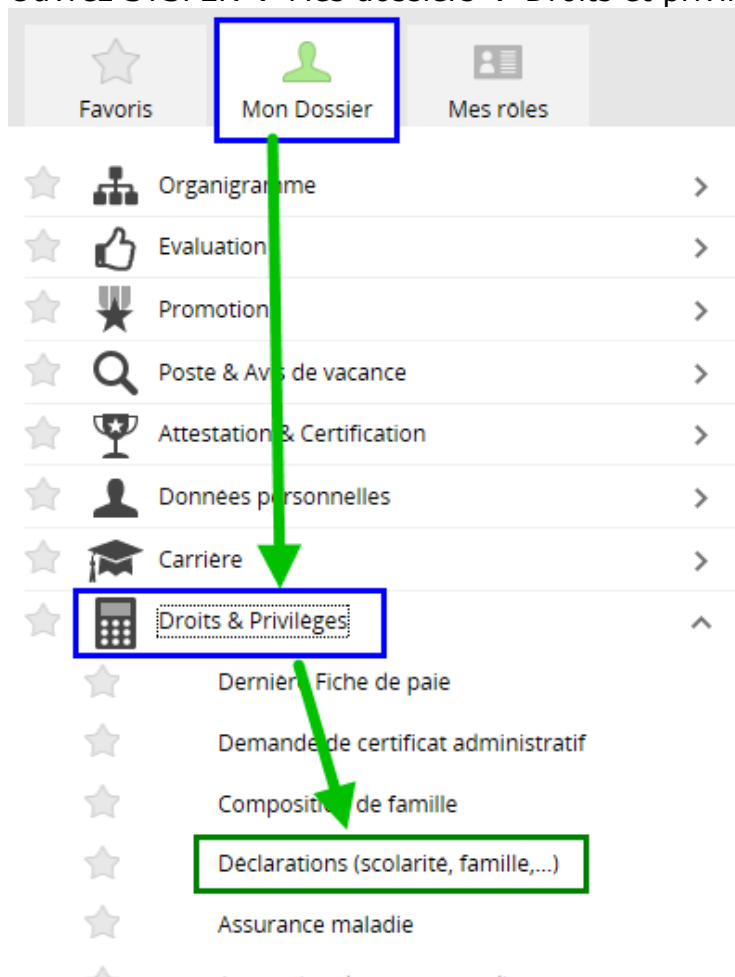 Favoris
Mon Dossier
Mes rôles
Organigramme
Evaluation
Promotion
Poste & Avis de vacance
Attestation & Certification
Données personnelles
Carrière
Droits & Privilèges
Dernière Fiche de paie
Demande de certificat administratif
Composition de famille
Déclarations (scolarité, famille,...)
Assurance maladie